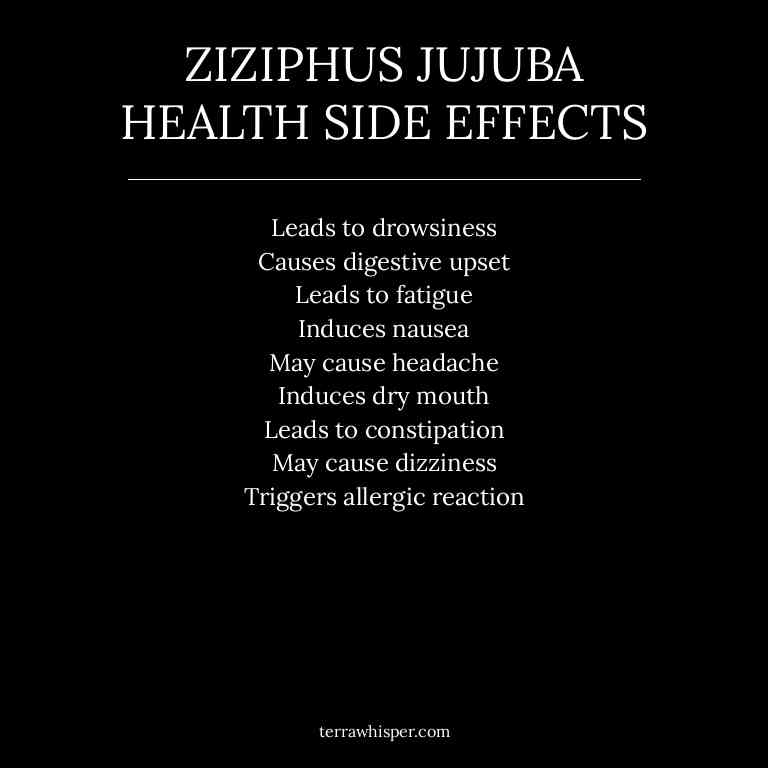 ZIZIPHUS JUJUBA
HEALTH SIDE EFFECTS
Leads to drowsiness
Causes digestive upset
Leads to fatigue
Induces nausea
May cause headache
Induces dry mouth
Leads to constipation
May cause dizziness
Triggers allergic reaction
terrawhisper.com